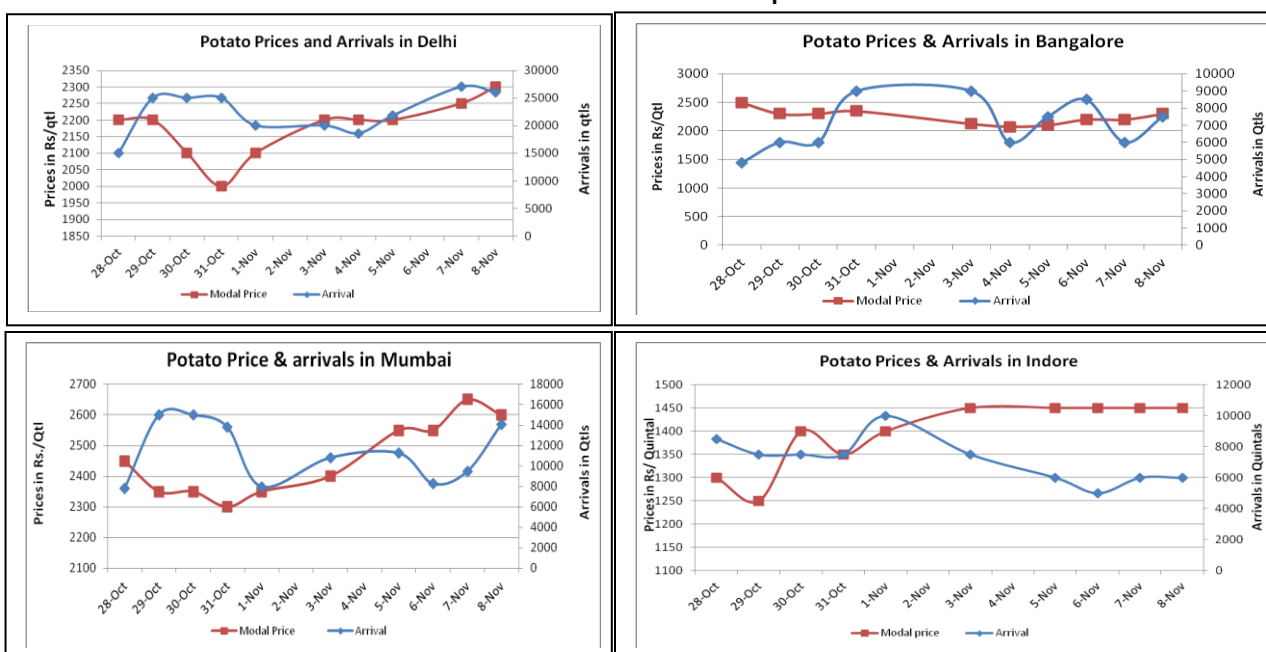 Potato Prices and Arrivals in Delhi
Prices in Rs/qtl
2350
2300
2250
2200
2150
2100
2050
2000
1950
1900
1850
30000
25000
20000
15000
10000
5000
0
Arrivals in qtls
28-Oct
29-Oct
30-Oct
31-Oct
1-Nov
2-Nov
3-Nov
4-Nov
5-Nov
6-Nov
7-Nov
8-Nov
Modal Price Arrival
Potato Prices & Arrivals in Bangalore
Prices in Rs/Qtl
3000
2500
2000
1500
1000
500
0
10000
9000
8000
7000
6000
5000
4000
3000
2000
1000
0
Arrivals in Qtls
28-Oct
29-Oct
30-Oct
31-Oct
1-Nov
2-Nov
3-Nov
4-Nov
5-Nov
6-Nov
7-Nov
8-Nov
Modal Price Arrival
Potato Price & arrivals in Mumbai
Prices in Rs./Qtl
2700
2600
2500
2400
2300
2200
2100
18000
16000
14000
12000
10000
8000
6000
4000
2000
0
Arrivals in Qtls
28-Oct
29-Oct
30-Oct
31-Oct
1-Nov
2-Nov
3-Nov
4-Nov
5-Nov
6-Nov
7-Nov
8-Nov
Modal Price Arrival
Potato Prices & Arrivals in Indore
Prices in Rs/ Quintal
1500
1450
1400
1350
1300
1250
1200
1150
1100
12000
10000
8000
6000
4000
2000
0
Arrivals in Quintals
28-Oct
29-Oct
30-Oct
31-Oct
1-Nov
2-Nov
3-Nov
4-Nov
5-Nov
6-Nov
7-Nov
8-Nov
Modal price Arrival